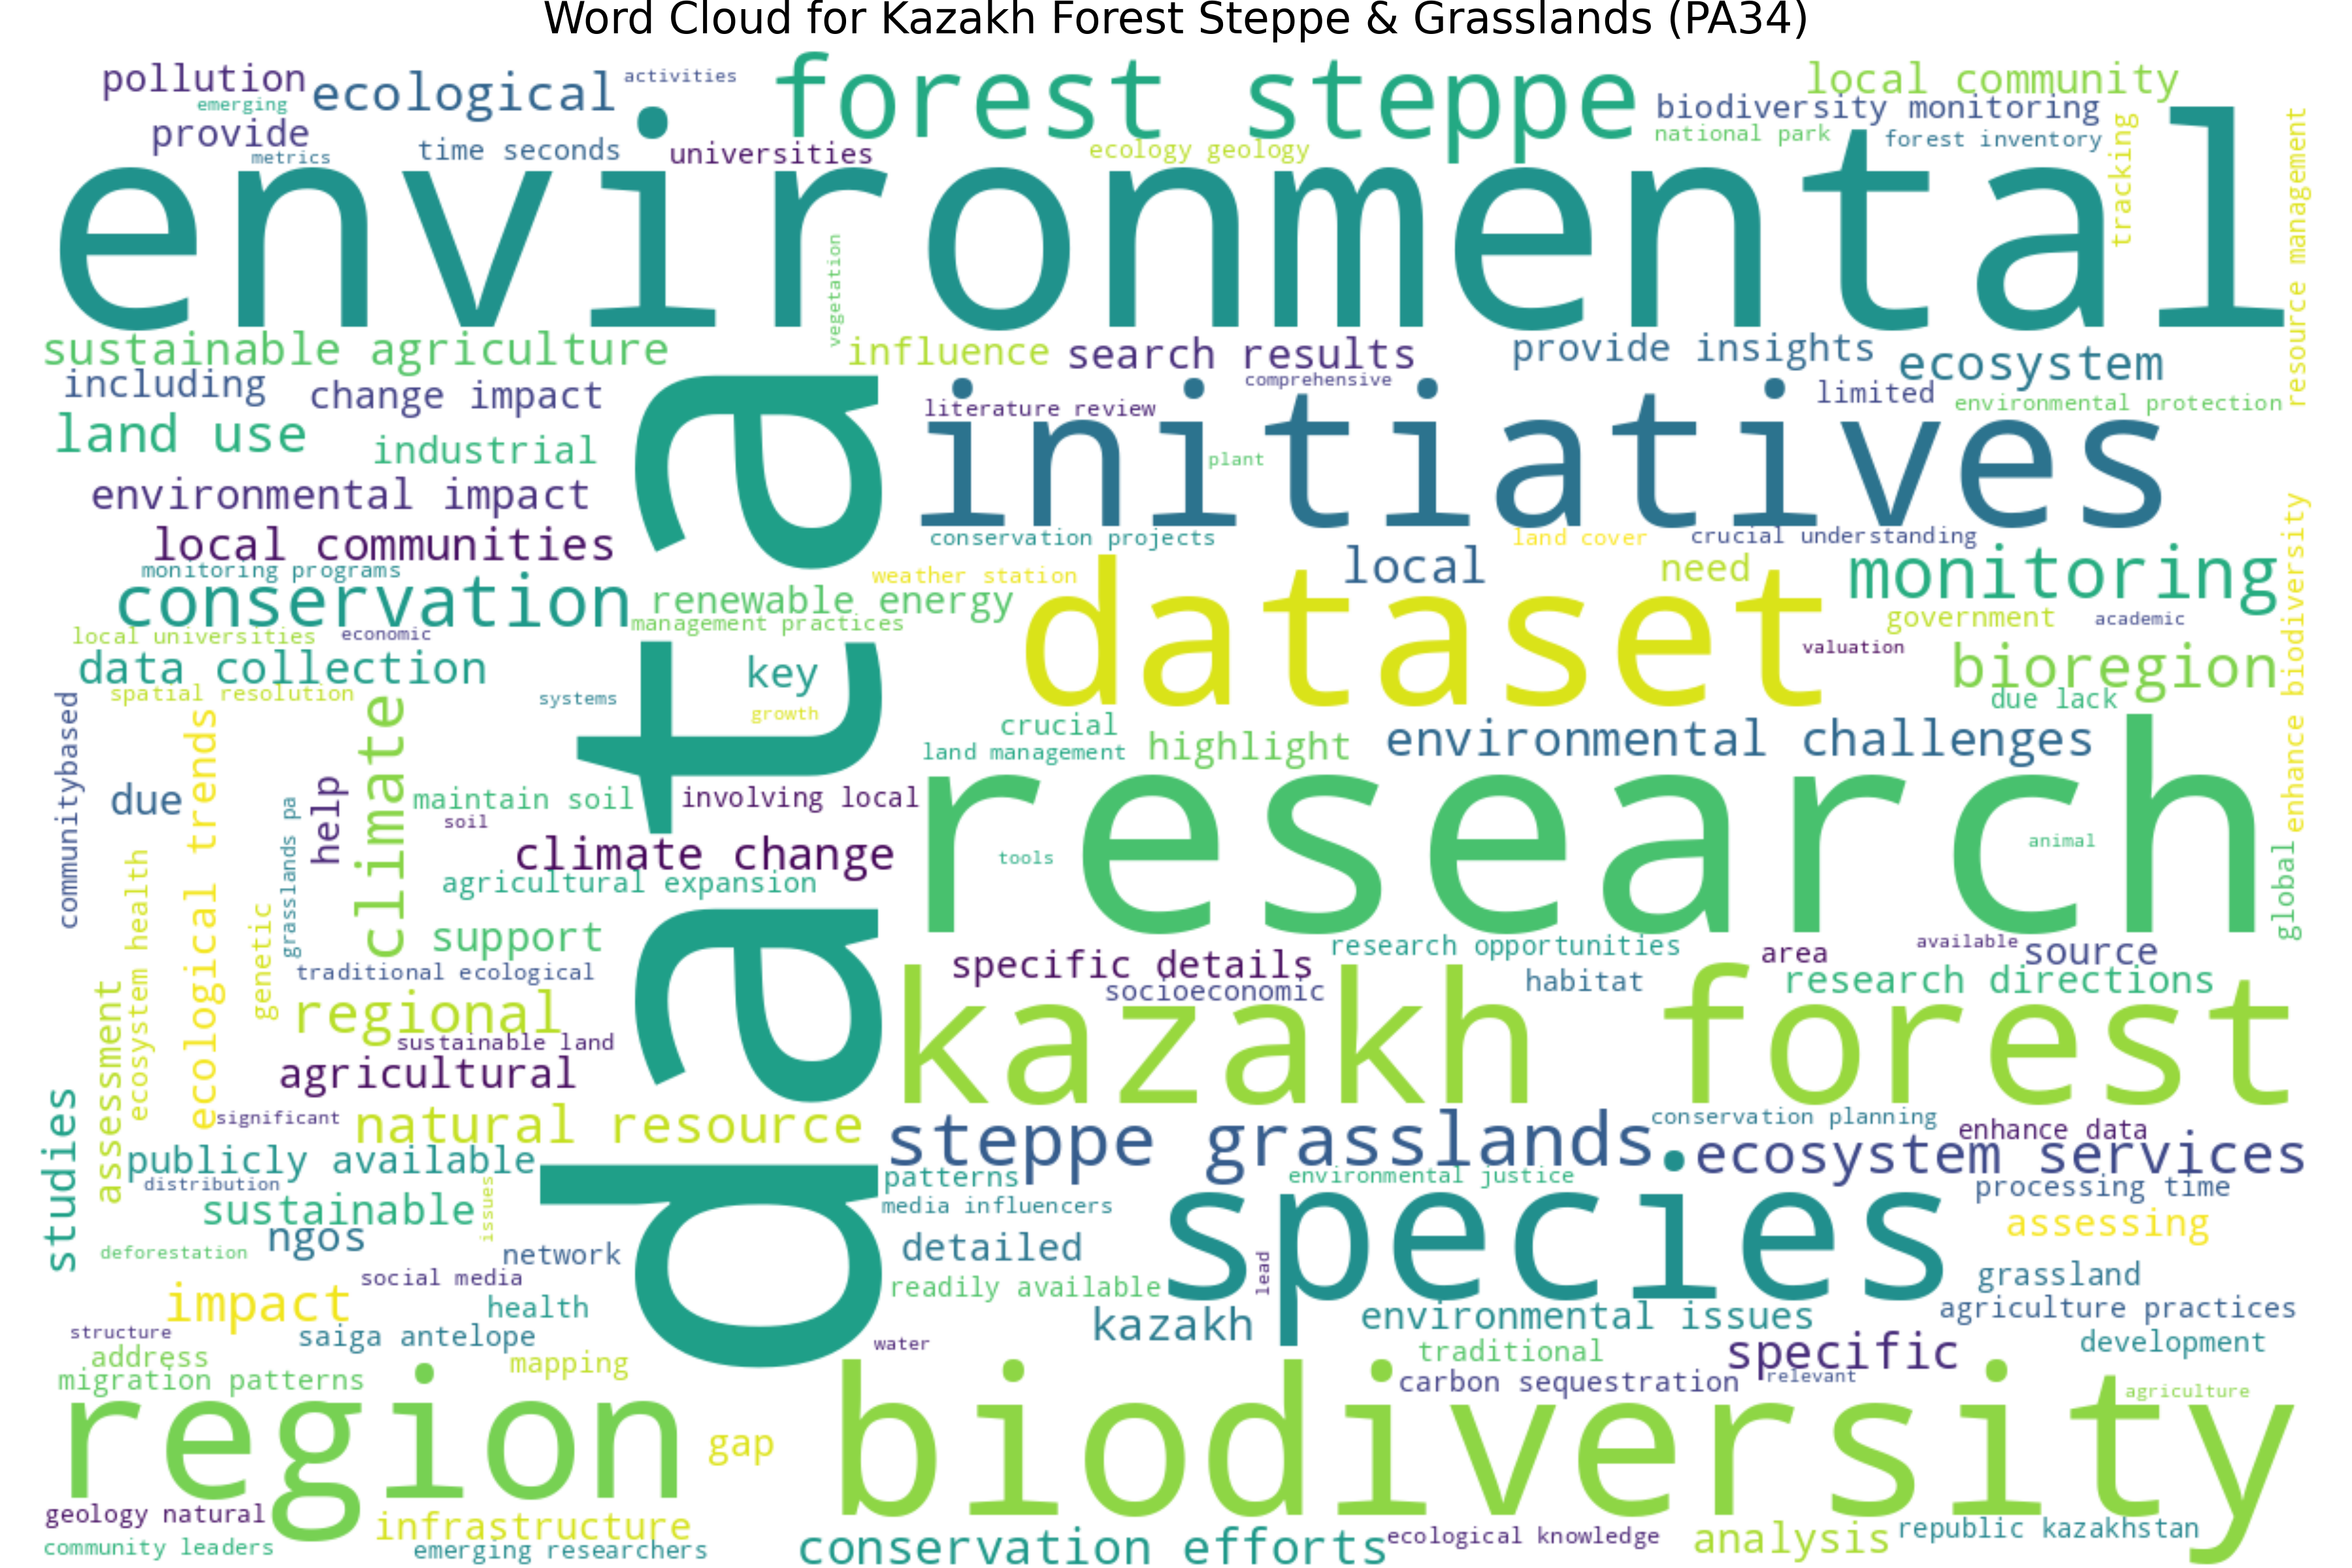 Word Cloud for Kazakh Forest Steppe & Grasslands (PA34)
pollution
emerging
ecological
activities
forest steppe
local community
biodiversity monitoring
provide
metrics
time seconds
universities
ecology geology
national park
forest inventory
tracking
resource management
environmental
vegetation
sustainable agriculture
influence
search results
provide insights
ecosystem
including
change impact
comprehensive
limited
environmental protection
literature review
land use
industrial
initiatives
plant
environmental impact
local communities
conservation projects
land cover
crucial understanding
monitoring programs
conservation
weather station
local
need
monitoring
enhance biodiversity
renewable energy
management practices
dataset
government
academic
local universities
economic
valuation
data collection
key
bioregion
spatial resolution
systems
growth
due lack
data
crucial
land management
highlight
environmental challenges
communitybased
due
ecological trends
grasslands pa
help
climate
maintain soil
soil
involving local
climate change
agricultural expansion
research
tools
animal
global
ecosystem health
genetic
support
traditional ecological
specific details
research opportunities
area
available
source
socioeconomic
habitat
research directions
assessment
regional
sustainable land
agricultural
kazakh forest
studies
significant
natural resource
steppe grasslands
conservation planning
enhance data
ecosystem services
publicly available
distribution
patterns
environmental justice
processing time
sustainable
issues
media influencers
species
assessing
ngos
deforestation
network
detailed
lead
social media
readily available
grassland
impact
health
kazakh
environmental issues
agriculture practices
structure
saiga antelope
water
development
address
mapping
traditional
specific
migration patterns
carbon sequestration
relevant
agriculture
region
gap
biodiversity
geology natural
infrastructure
community leaders
emerging researchers
conservation efforts
ecological knowledge
analysis
republic kazakhstan